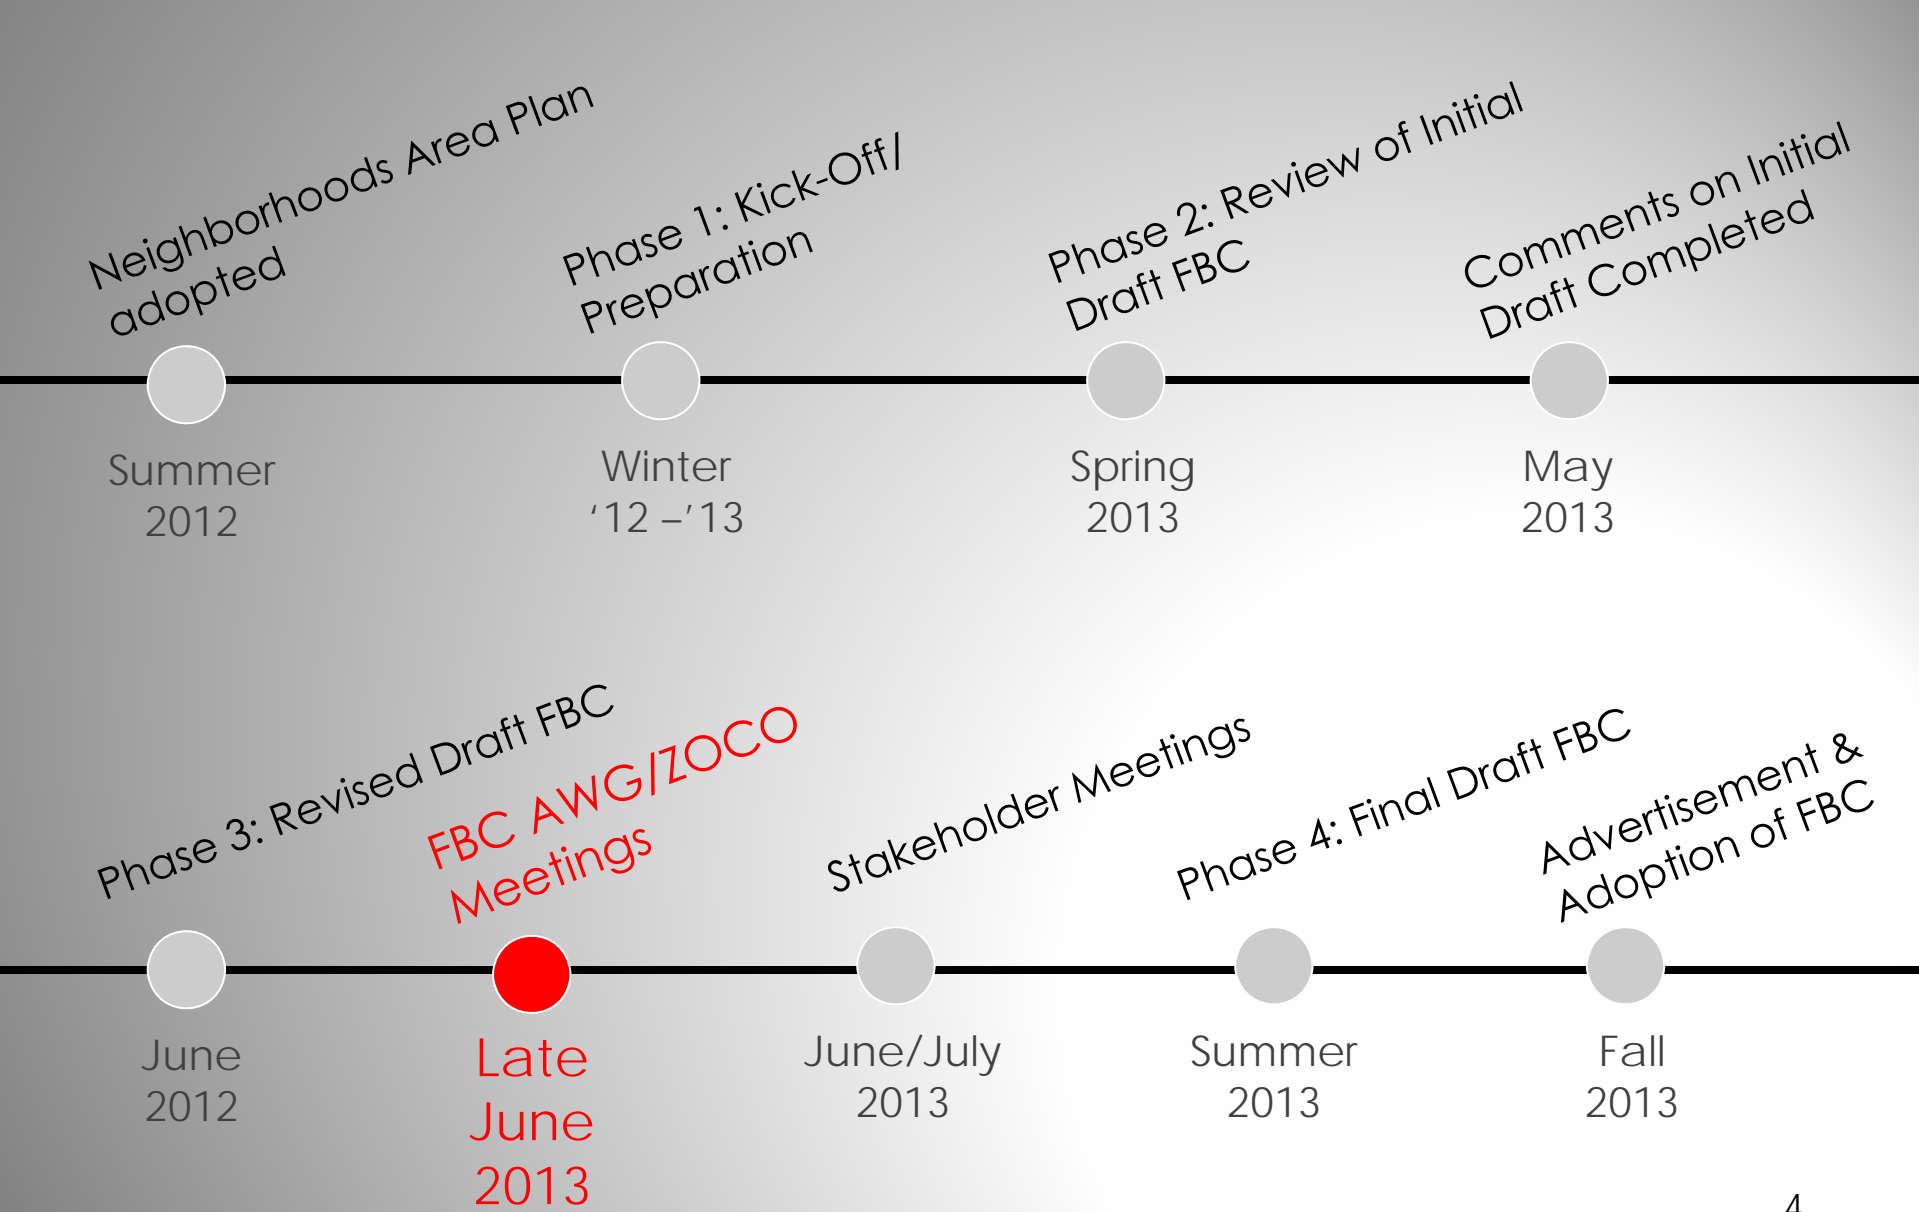 Neighborhoods Area Plan
adopted
Phase 1: Kick-Off/
Preparation
Phase 2: Review of Initial
Draft FBC
Comments on Initial
Draft Completed
Summer
2012
Winter
‘12 –’13
Spring
2013
May
2013
Phase 3: Revised Draft FBC
FBC AWG/ZOCO
Meetings
Stakeholder Meetings
Phase 4: Final Draft FBC
Advertisement &
Adoption of FBC
June
2012
Late
June
2013
June/July
2013
Summer
2013
Fall
2013
4